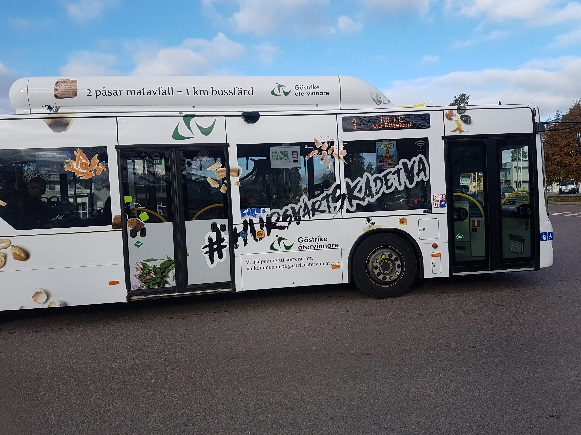 2 påsar matavfall – 1 km bussfärd
Gästrike
återvinnare
#HURSVÅRTSKADETVA
Gästrike
återvinnare